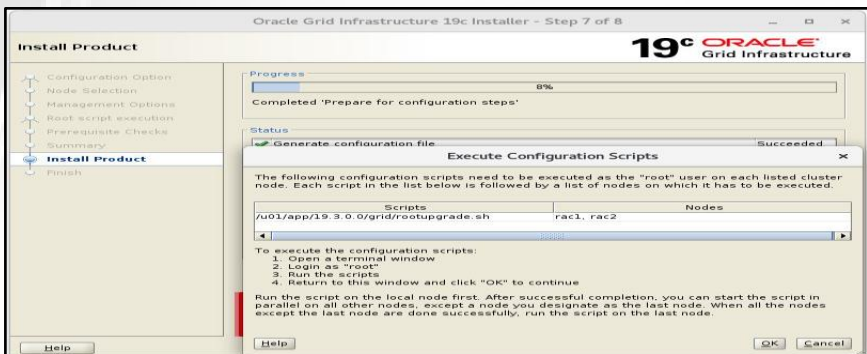 Oracle Grid Infrastructure 19c Installer - Step 7 of 8
Install Product
19c ORACLE
Grid Infrastructure
Configuration Option
Node Selection
Management Options
Root script execution
Prerequisite Checks
Summary
Install Product
Finish
Progress
8%
Completed 'Prepare for configuration steps'
Status
Generate configuration file Succeeded
Execute Configuration Scripts
The following configuration scripts need to be executed as the "root" user on each listed cluster
node. Each script in the list below is followed by a list of nodes on which it has to be executed.
Scripts Nodes
/u01/app/19.3.0.0/grid/rootupgrade.sh rac1, rac2
To execute the configuration scripts:
1. Open a terminal window
2. Login as "root"
3. Run the scripts
4. Return to this window and click "OK" to continue
Run the script on the local node first. After successful completion, you can start the script in
parallel on all other nodes, except a node you designate as the last node. When all the nodes
except the last node are done successfully, run the script on the last node.
Help OK Cancel
Help